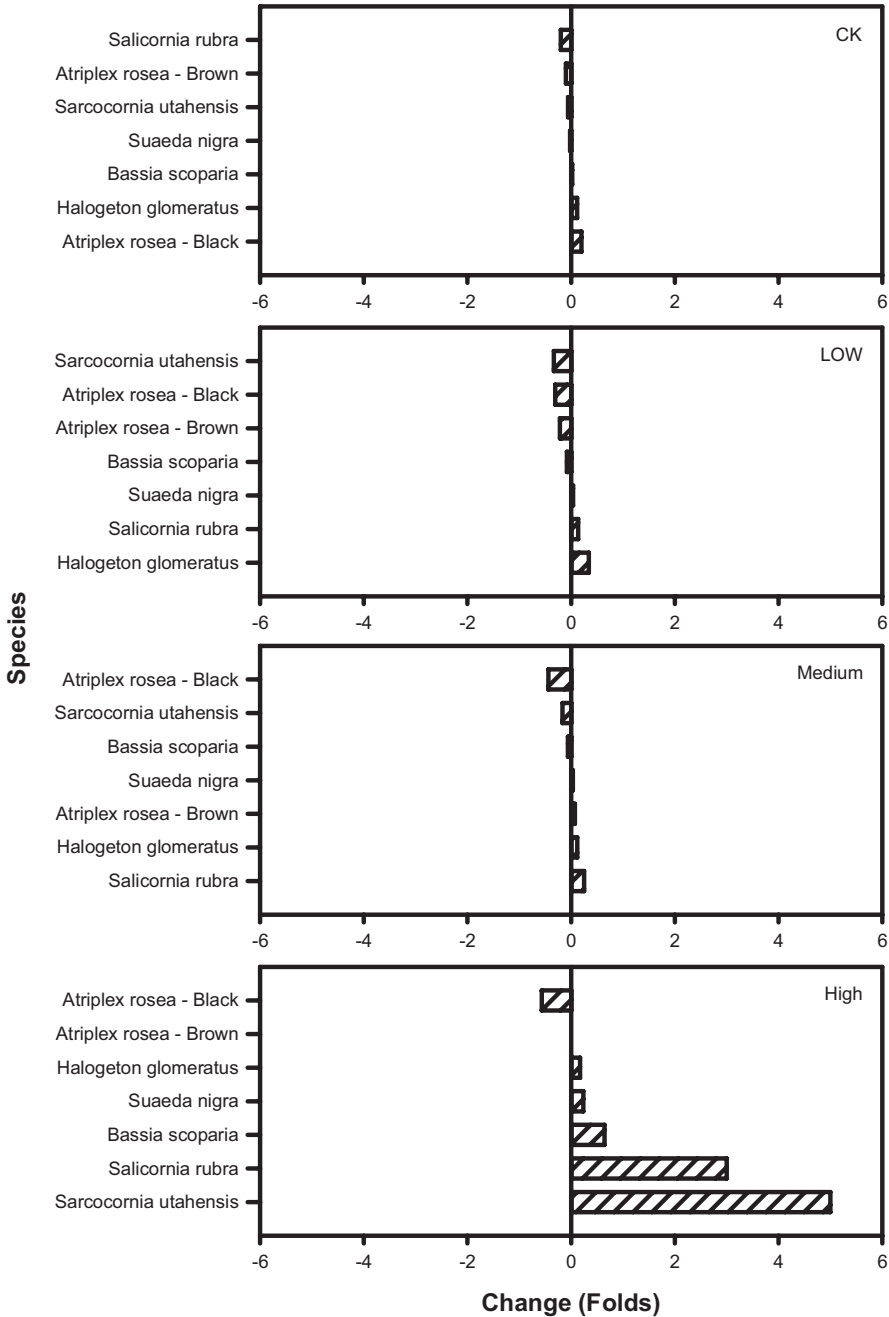 Species
CK
Salicornia rubra
Atriplex rosea - Brown
Sarcocornia utahensis
Suaeda nigra
Bassia scoparia
Halogeton glomeratus
Atriplex rosea - Black
-6 -4 -2 0 2 4 6
LOW
Sarcocornia utahensis
Atriplex rosea - Black
Atriplex rosea - Brown
Bassia scoparia
Suaeda nigra
Salicornia rubra
Halogeton glomeratus
-6 -4 -2 0 2 4 6
Medium
Atriplex rosea - Black
Sarcocornia utahensis
Bassia scoparia
Suaeda nigra
Atriplex rosea - Brown
Halogeton glomeratus
Salicornia rubra
-6 -4 -2 0 2 4 6
High
Atriplex rosea - Black
Atriplex rosea - Brown
Halogeton glomeratus
Suaeda nigra
Bassia scoparia
Salicornia rubra
Sarcocornia utahensis
-6 -4 -2 0 2 4 6
Change (Folds)